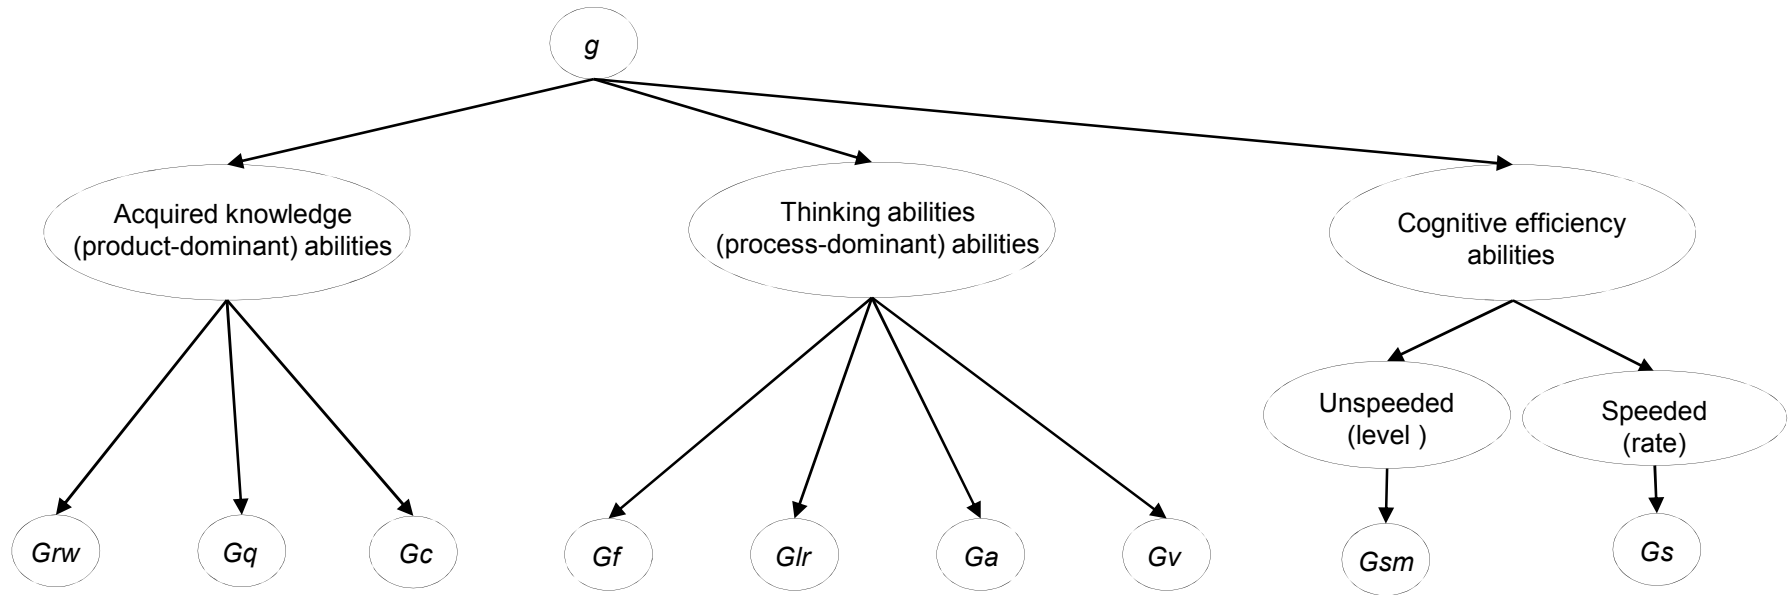 g
Acquired knowledge
(product-dominant) abilities
Thinking abilities
(process-dominant) abilities
Cognitive efficiency
abilities
Unspeeded
(level )
Speeded
(rate)
Grw
Gq
Gc
Gf
Glr
Ga
Gv
Gsm
Gs